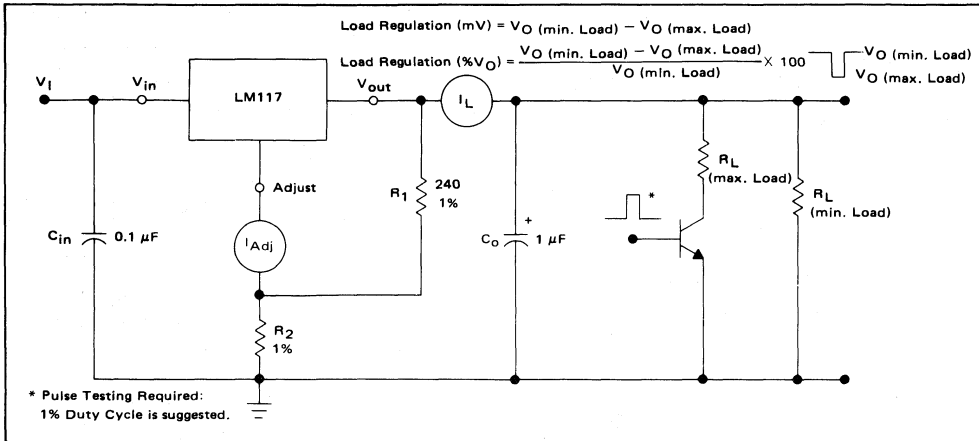 Load Regulation (mV) = VO (min. Load) − VO (max. Load)
Load Regulation (%VO) = VO (min. Load) − VO (max. Load) / VO (min. Load) X 100
VO (min. Load)
VO (max. Load)
VI
Vin
LM117
Vout
IL
Adjust
R1
240
1%
RL
(max. Load)
RL
(min. Load)
*
Cin
0.1 µF
IAdj
Co
+
1 µF
R2
1%
* Pulse Testing Required:
1% Duty Cycle is suggested.